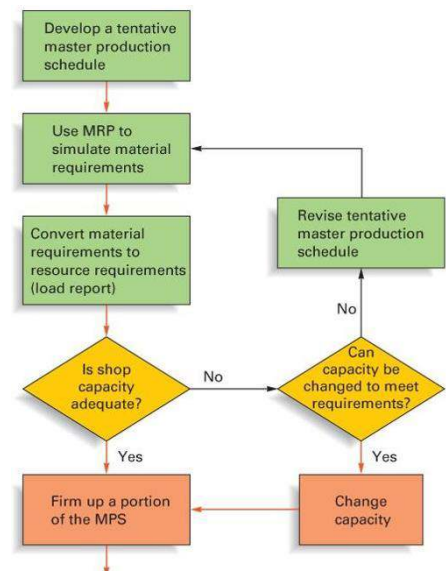 Develop a tentative
master production
schedule
Use MRP to
simulate material
requirements
Convert material
requirements to
resource requirements
(load report)
Revise tentative
master production
schedule
No
Is shop
capacity
adequate?
No
Can
capacity be
changed to meet
requirements?
Yes
Yes
Firm up a portion
of the MPS
Change
capacity